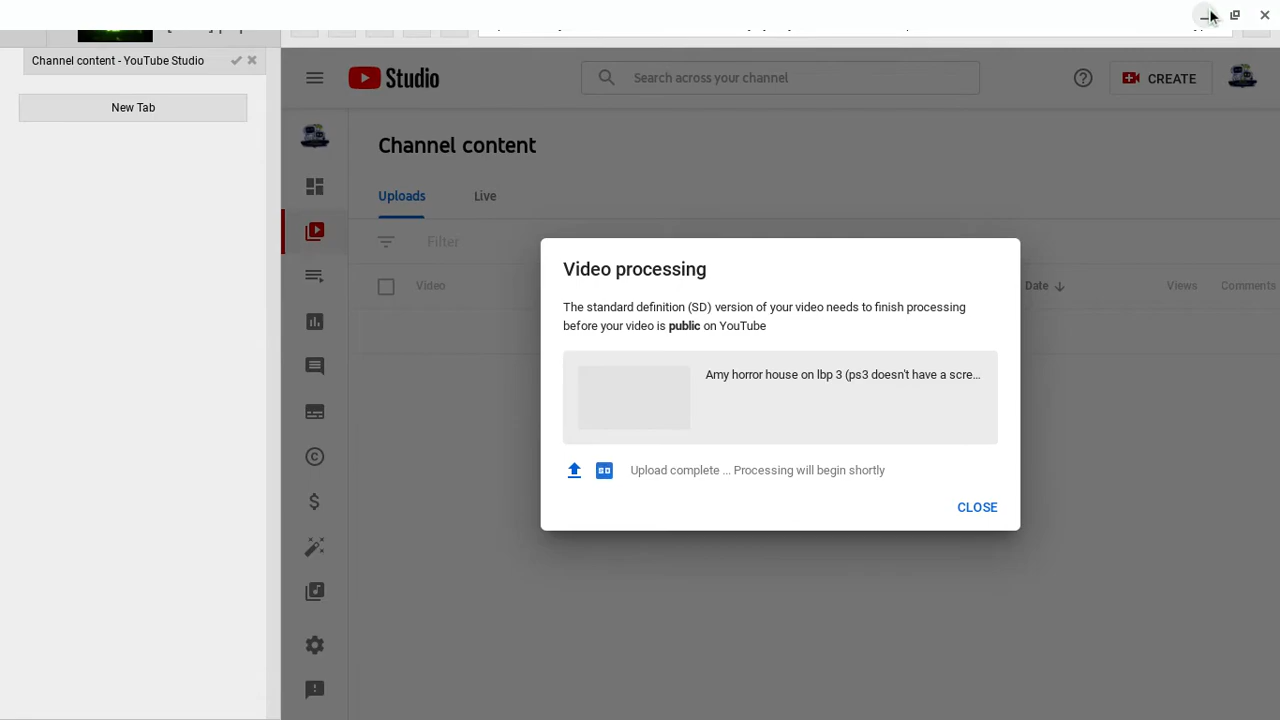 Channel content - YouTube Studio
New Tab
Studio
Search across your channel
CREATE
Channel content
Uploads
Live
Filter
Video
Date
Views
Comments
Video processing
The standard definition (SD) version of your video needs to finish processing
before your video is public on YouTube
Amy horror house on lbp 3 (ps3 doesn't have a scre...
Upload complete ... Processing will begin shortly
CLOSE